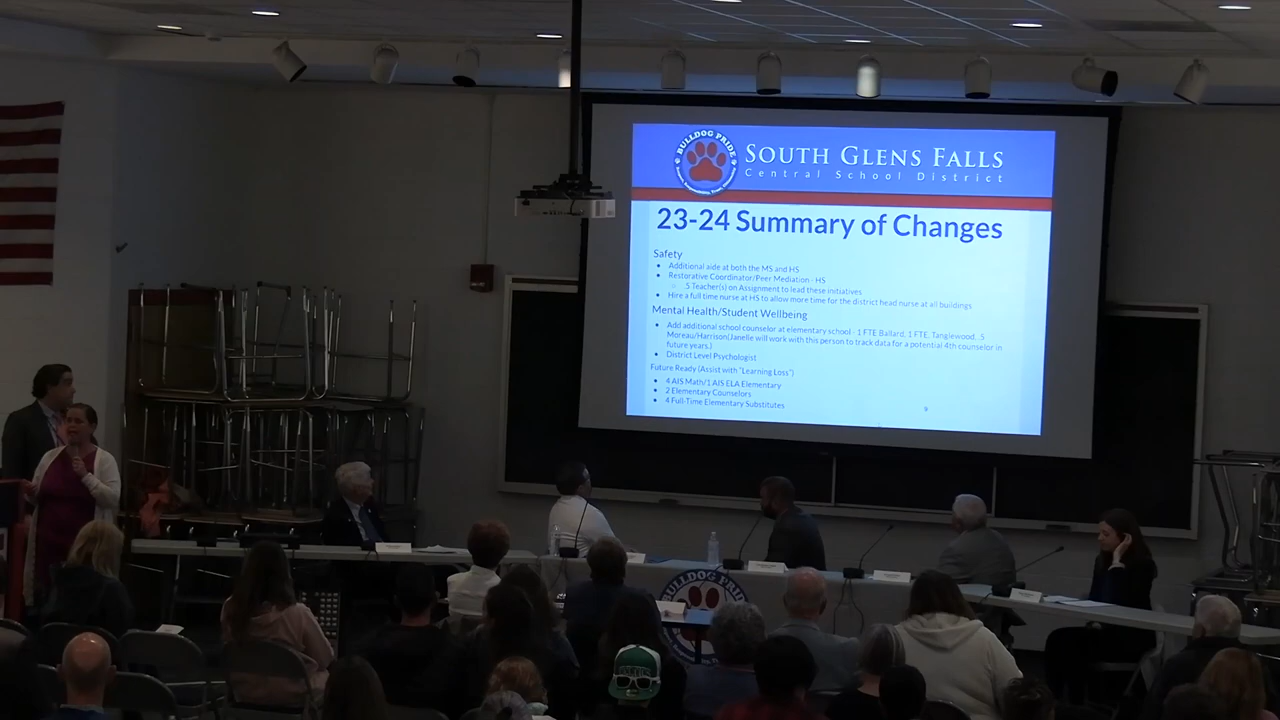 BULLDOG PRIDE
SOUTH GLENS FALLS
Central School District
23-24 Summary of Changes
Safety
• Additional aide at both the MS and HS
• Restorative Coordinator/Peer Mediation - HS
○ .5 Teacher(s) on Assignment to lead these initiatives
• Hire a full time nurse at HS to allow more time for the district head nurse at all buildings
Mental Health/Student Wellbeing
• Add additional school counselor at elementary school - 1 FTE Ballard, 1 FTE, Tanglewood, .5
Moreau/Harrison(Janelle will work with this person to track data for a potential 4th counselor in
future years.)
• District Level Psychologist
Future Ready (Assist with "Learning Loss")
• 4 AIS Math/1 AIS ELA Elementary
• 2 Elementary Counselors
• 4 Full-Time Elementary Substitutes
9
BULLDOG PRIDE